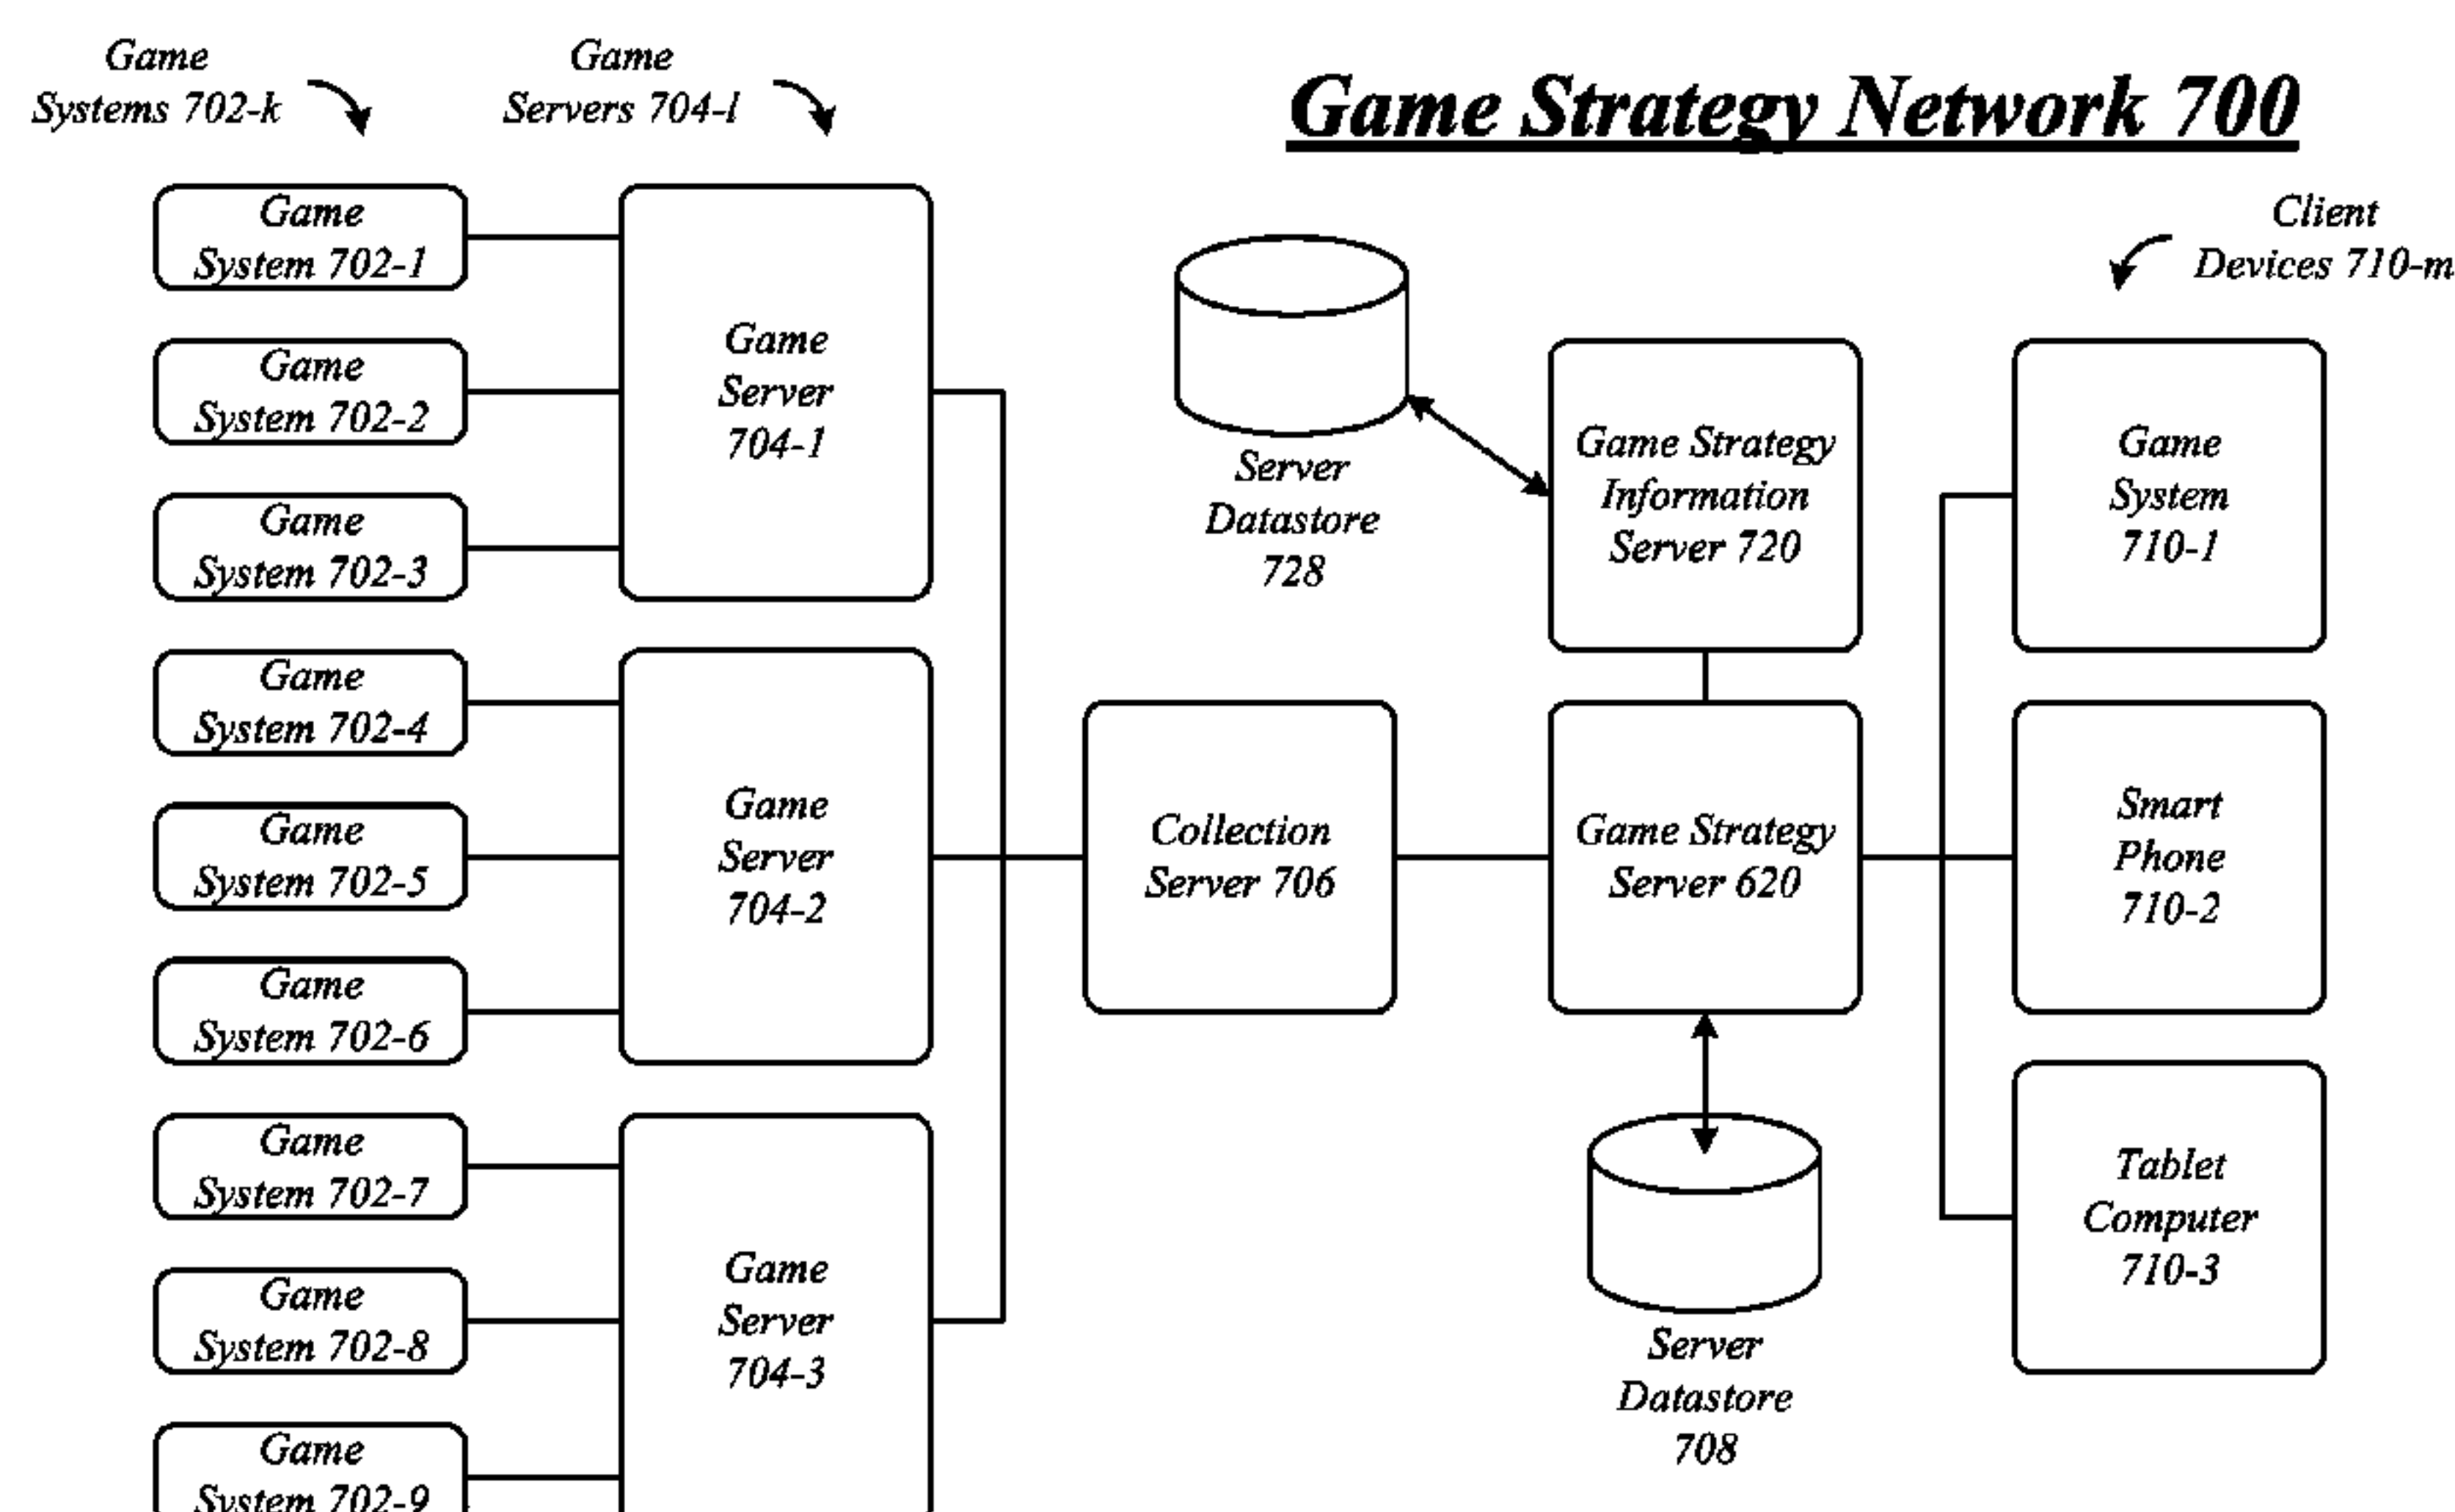 Game
Systems 702-k
Game
Servers 704-l
Game Strategy Network 700
Client
Devices 710-m
Game
System 702-1
Game
System 702-2
Game
System 702-3
Game
System 702-4
Game
System 702-5
Game
System 702-6
Game
System 702-7
Game
System 702-8
Game
System 702-9
Game
Server
704-1
Game
Server
704-2
Game
Server
704-3
Collection
Server 706
Server
Datastore
728
Game Strategy
Information
Server 720
Game Strategy
Server 620
Server
Datastore
708
Game
System
710-1
Smart
Phone
710-2
Tablet
Computer
710-3